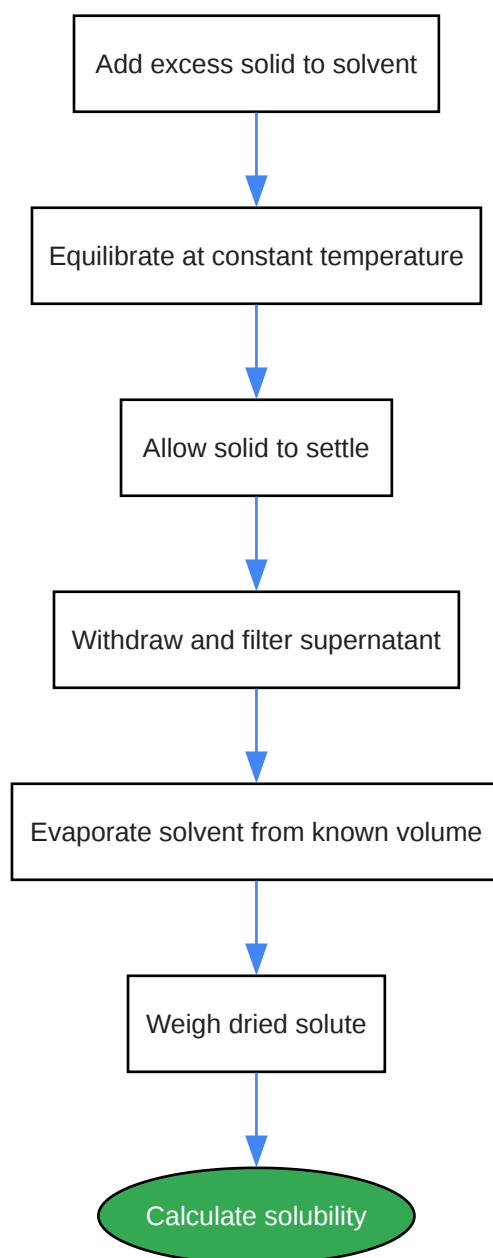 Add excess solid to solvent
Equilibrate at constant temperature
Allow solid to settle
Withdraw and filter supernatant
Evaporate solvent from known volume
Weigh dried solute
Calculate solubility